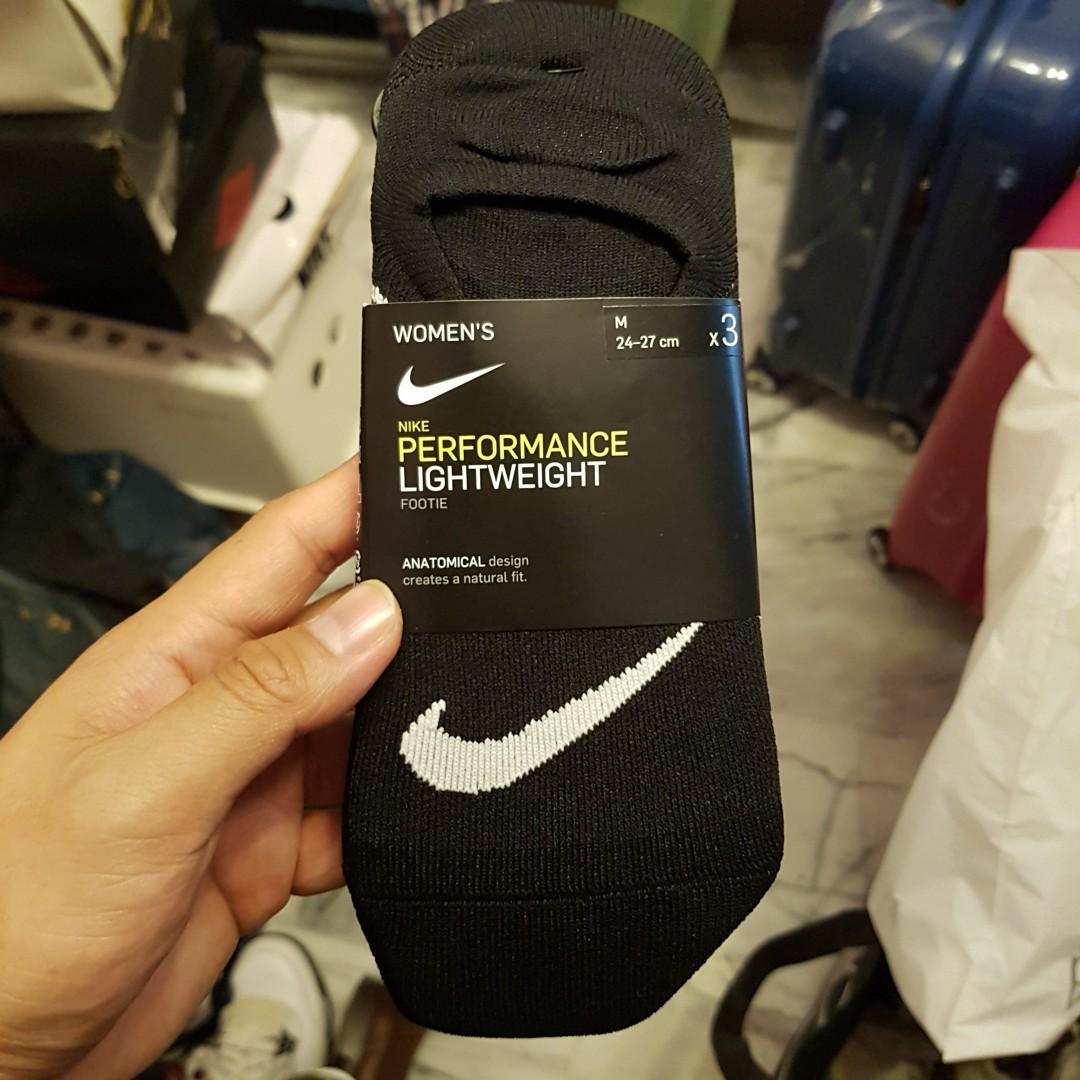 WOMEN'S
M
24–27 cm x3
NIKE
PERFORMANCE
LIGHTWEIGHT
FOOTIE
ANATOMICAL design
creates a natural fit.